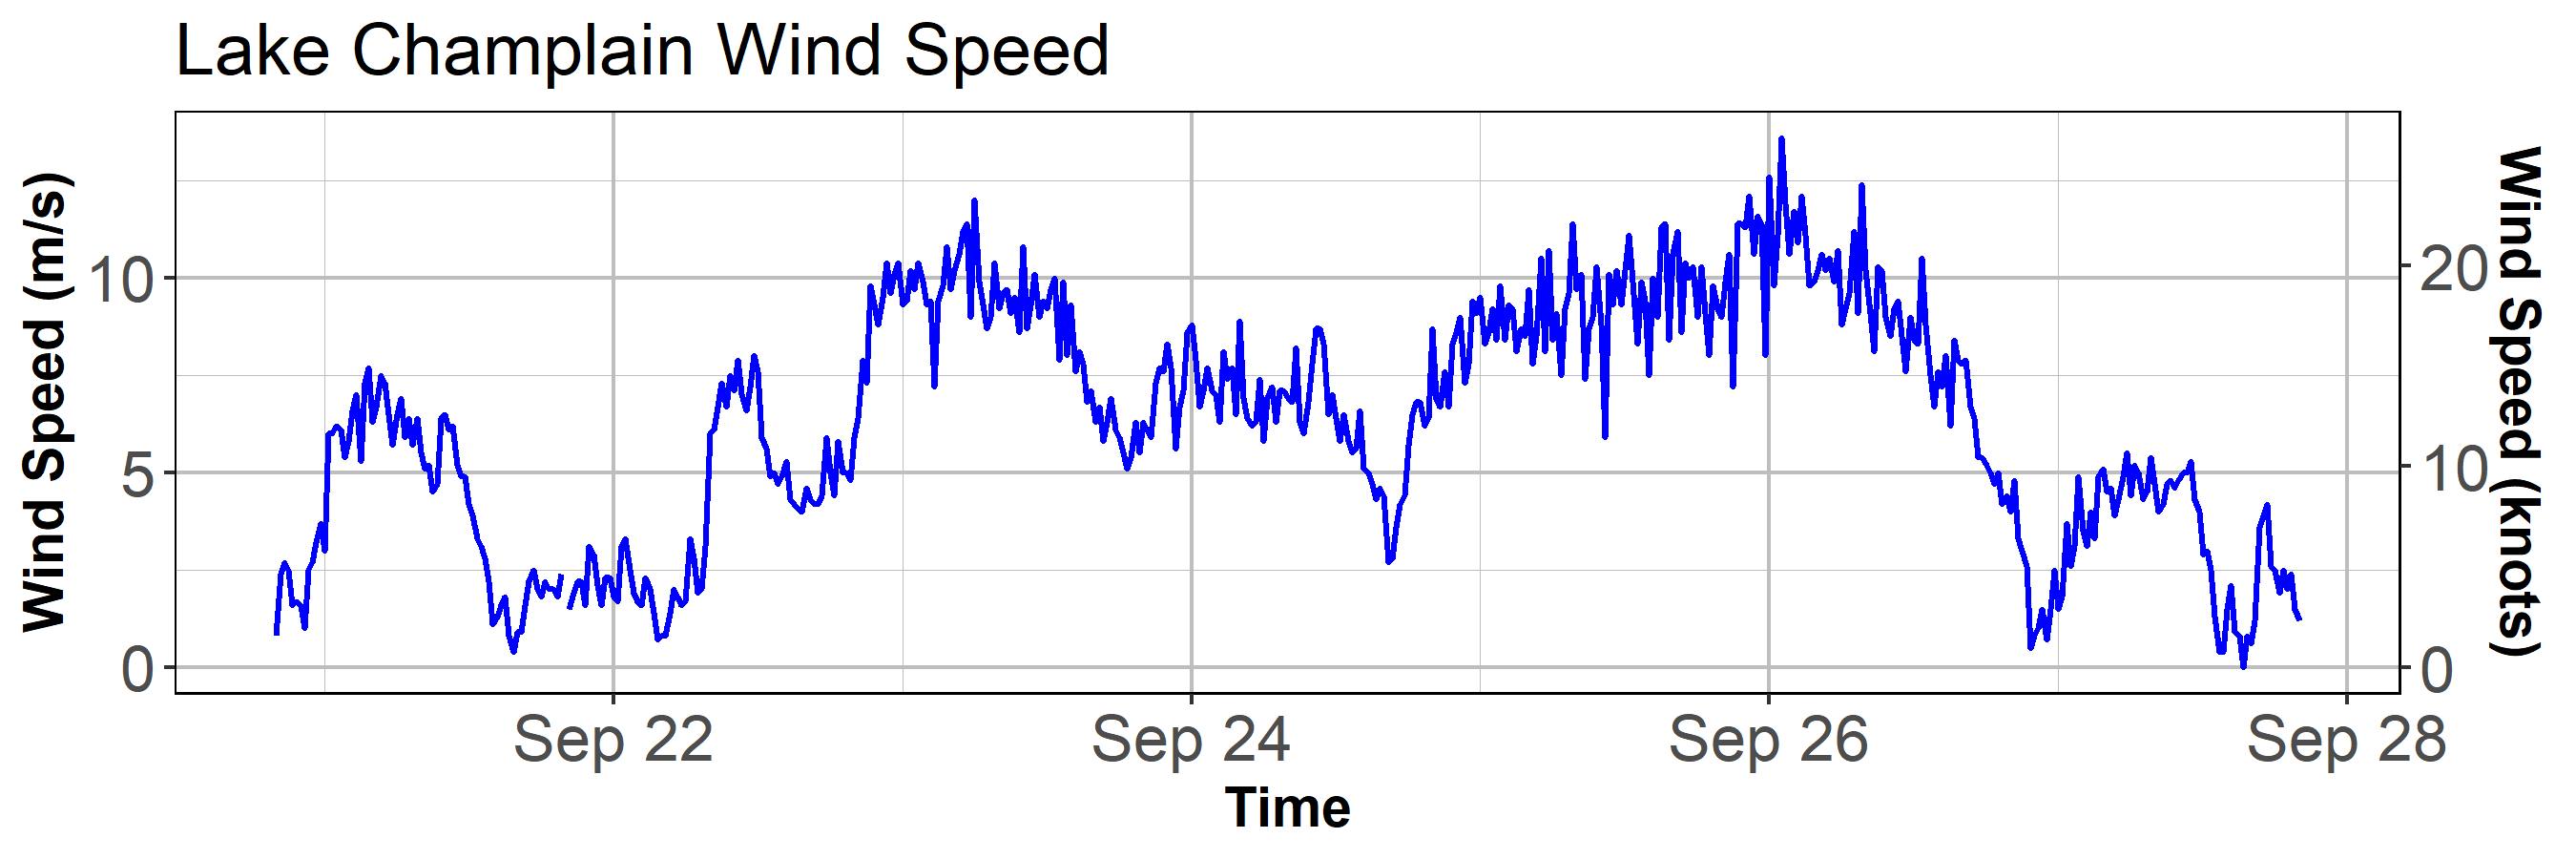 Lake Champlain Wind Speed
Wind Speed (m/s)
10
5
0
Wind Speed (knots)
20
10
0
Sep 22
Sep 24
Sep 26
Sep 28
Time